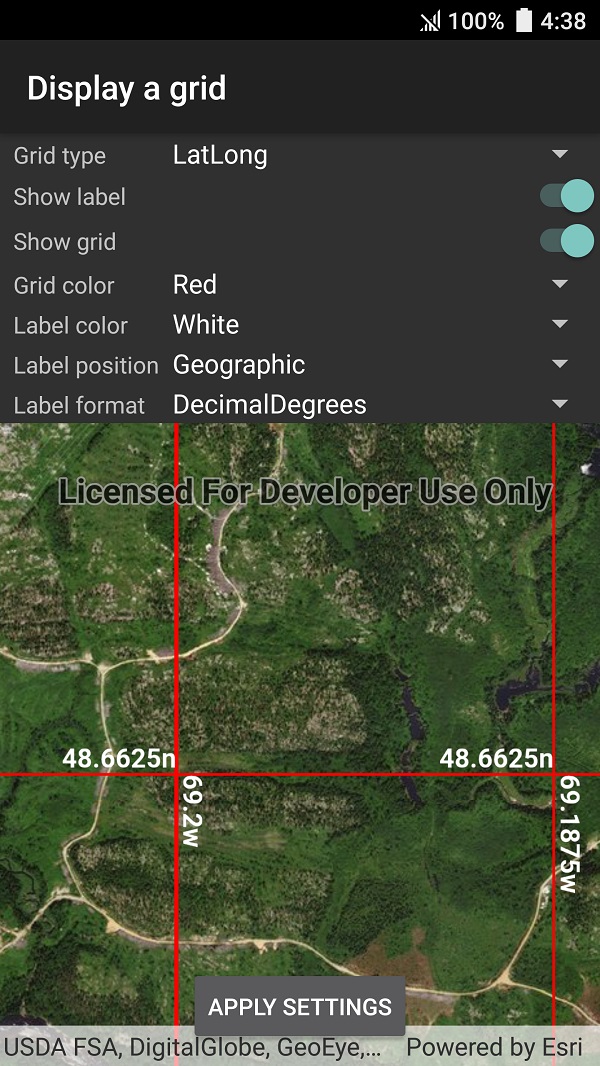 100% 4:38
Display a grid
Grid type LatLong
Show label
Show grid
Grid color Red
Label color White
Label position Geographic
Label format DecimalDegrees
Licensed For Developer Use Only
48.6625n 48.6625n
69.2w 69.1875w
APPLY SETTINGS
USDA FSA, DigitalGlobe, GeoEye,... Powered by Esri